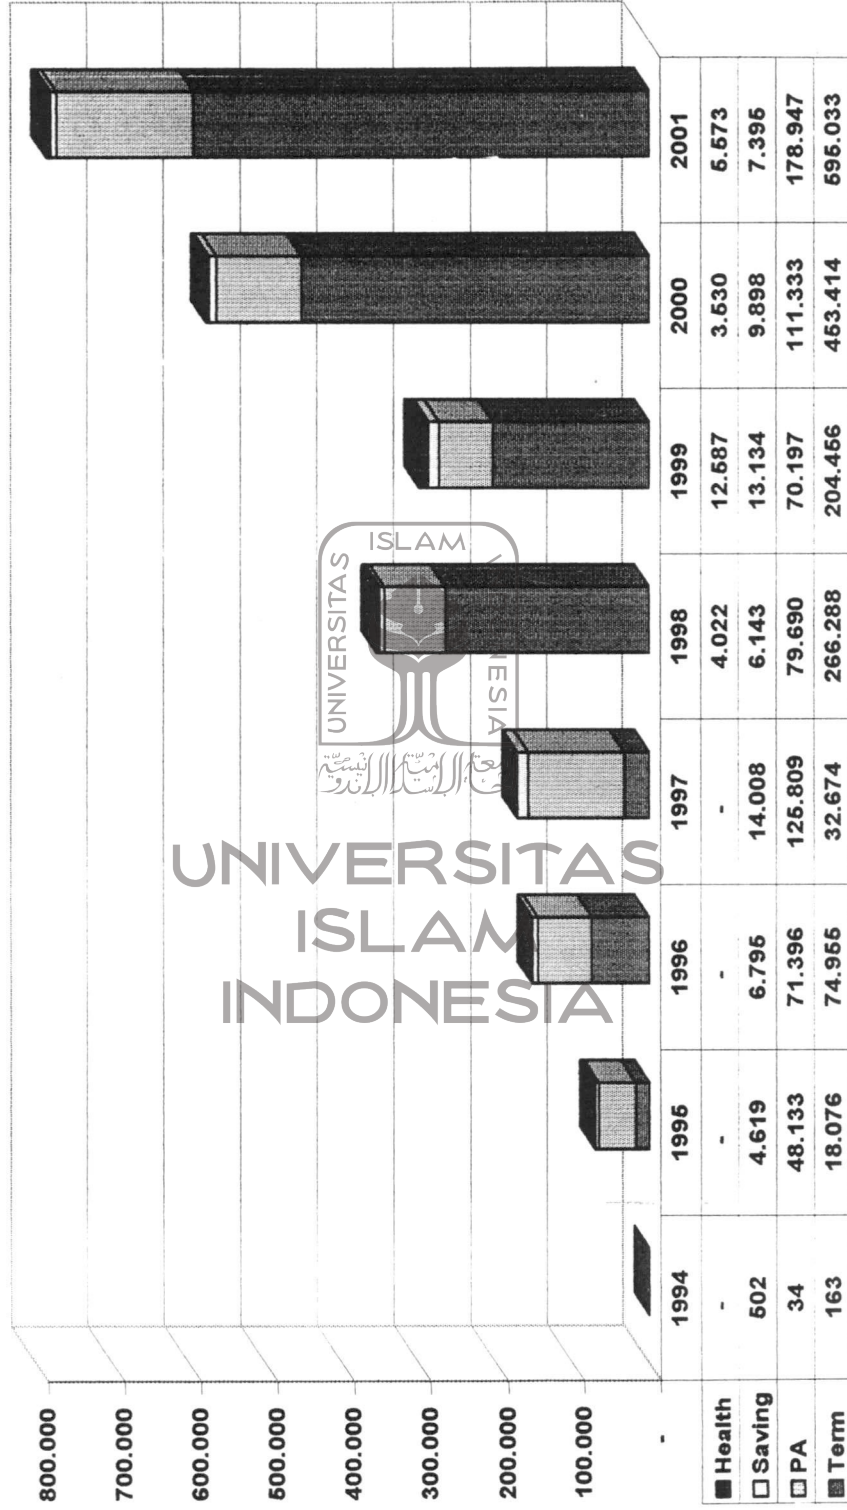 800.000
700.000
600.000
500.000
400.000
300.000
200.000
100.000
-
1994 1995 1996 1997 1998 1999 2000 2001
Health - - - - 4.022 12.587 3.530 5.573
Saving 502 4.619 6.795 14.008 6.143 13.134 9.898 7.395
PA 34 48.133 71.396 125.809 79.690 70.197 111.333 178.947
Term 163 18.076 74.955 32.674 266.288 204.456 453.414 595.033
UNIVERSITAS
ISLAM
UNIVERSITAS
ISLAM
INDONESIA